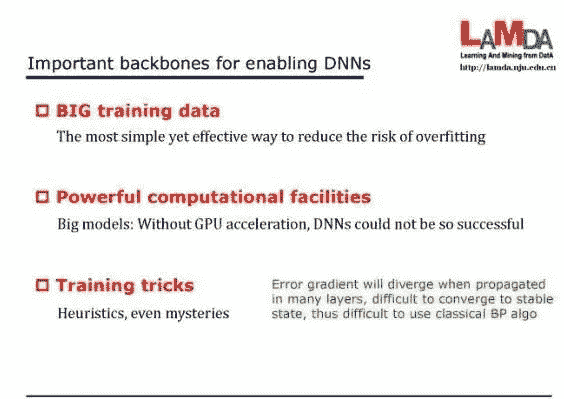 LAMDA
Learning And Mining from DatA
http://lamda.nju.edu.cn
Important backbones for enabling DNNs
BIG training data
The most simple yet effective way to reduce the risk of overfitting
Powerful computational facilities
Big models: Without GPU acceleration, DNNs could not be so successful
Training tricks
Heuristics, even mysteries
Error gradient will diverge when propagated
in many layers, difficult to converge to stable
state, thus difficult to use classical BP algo